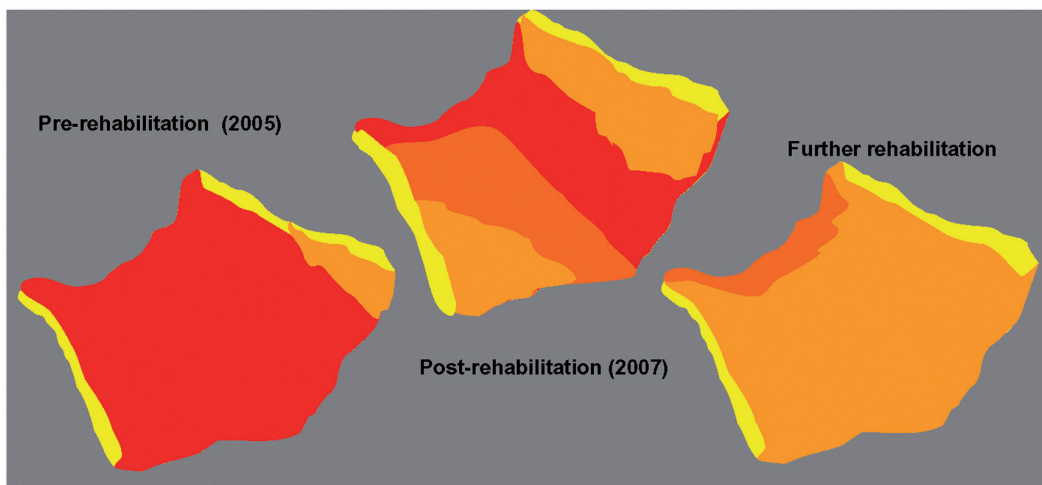 Pre-rehabilitation (2005)
Post-rehabilitation (2007)
Further rehabilitation